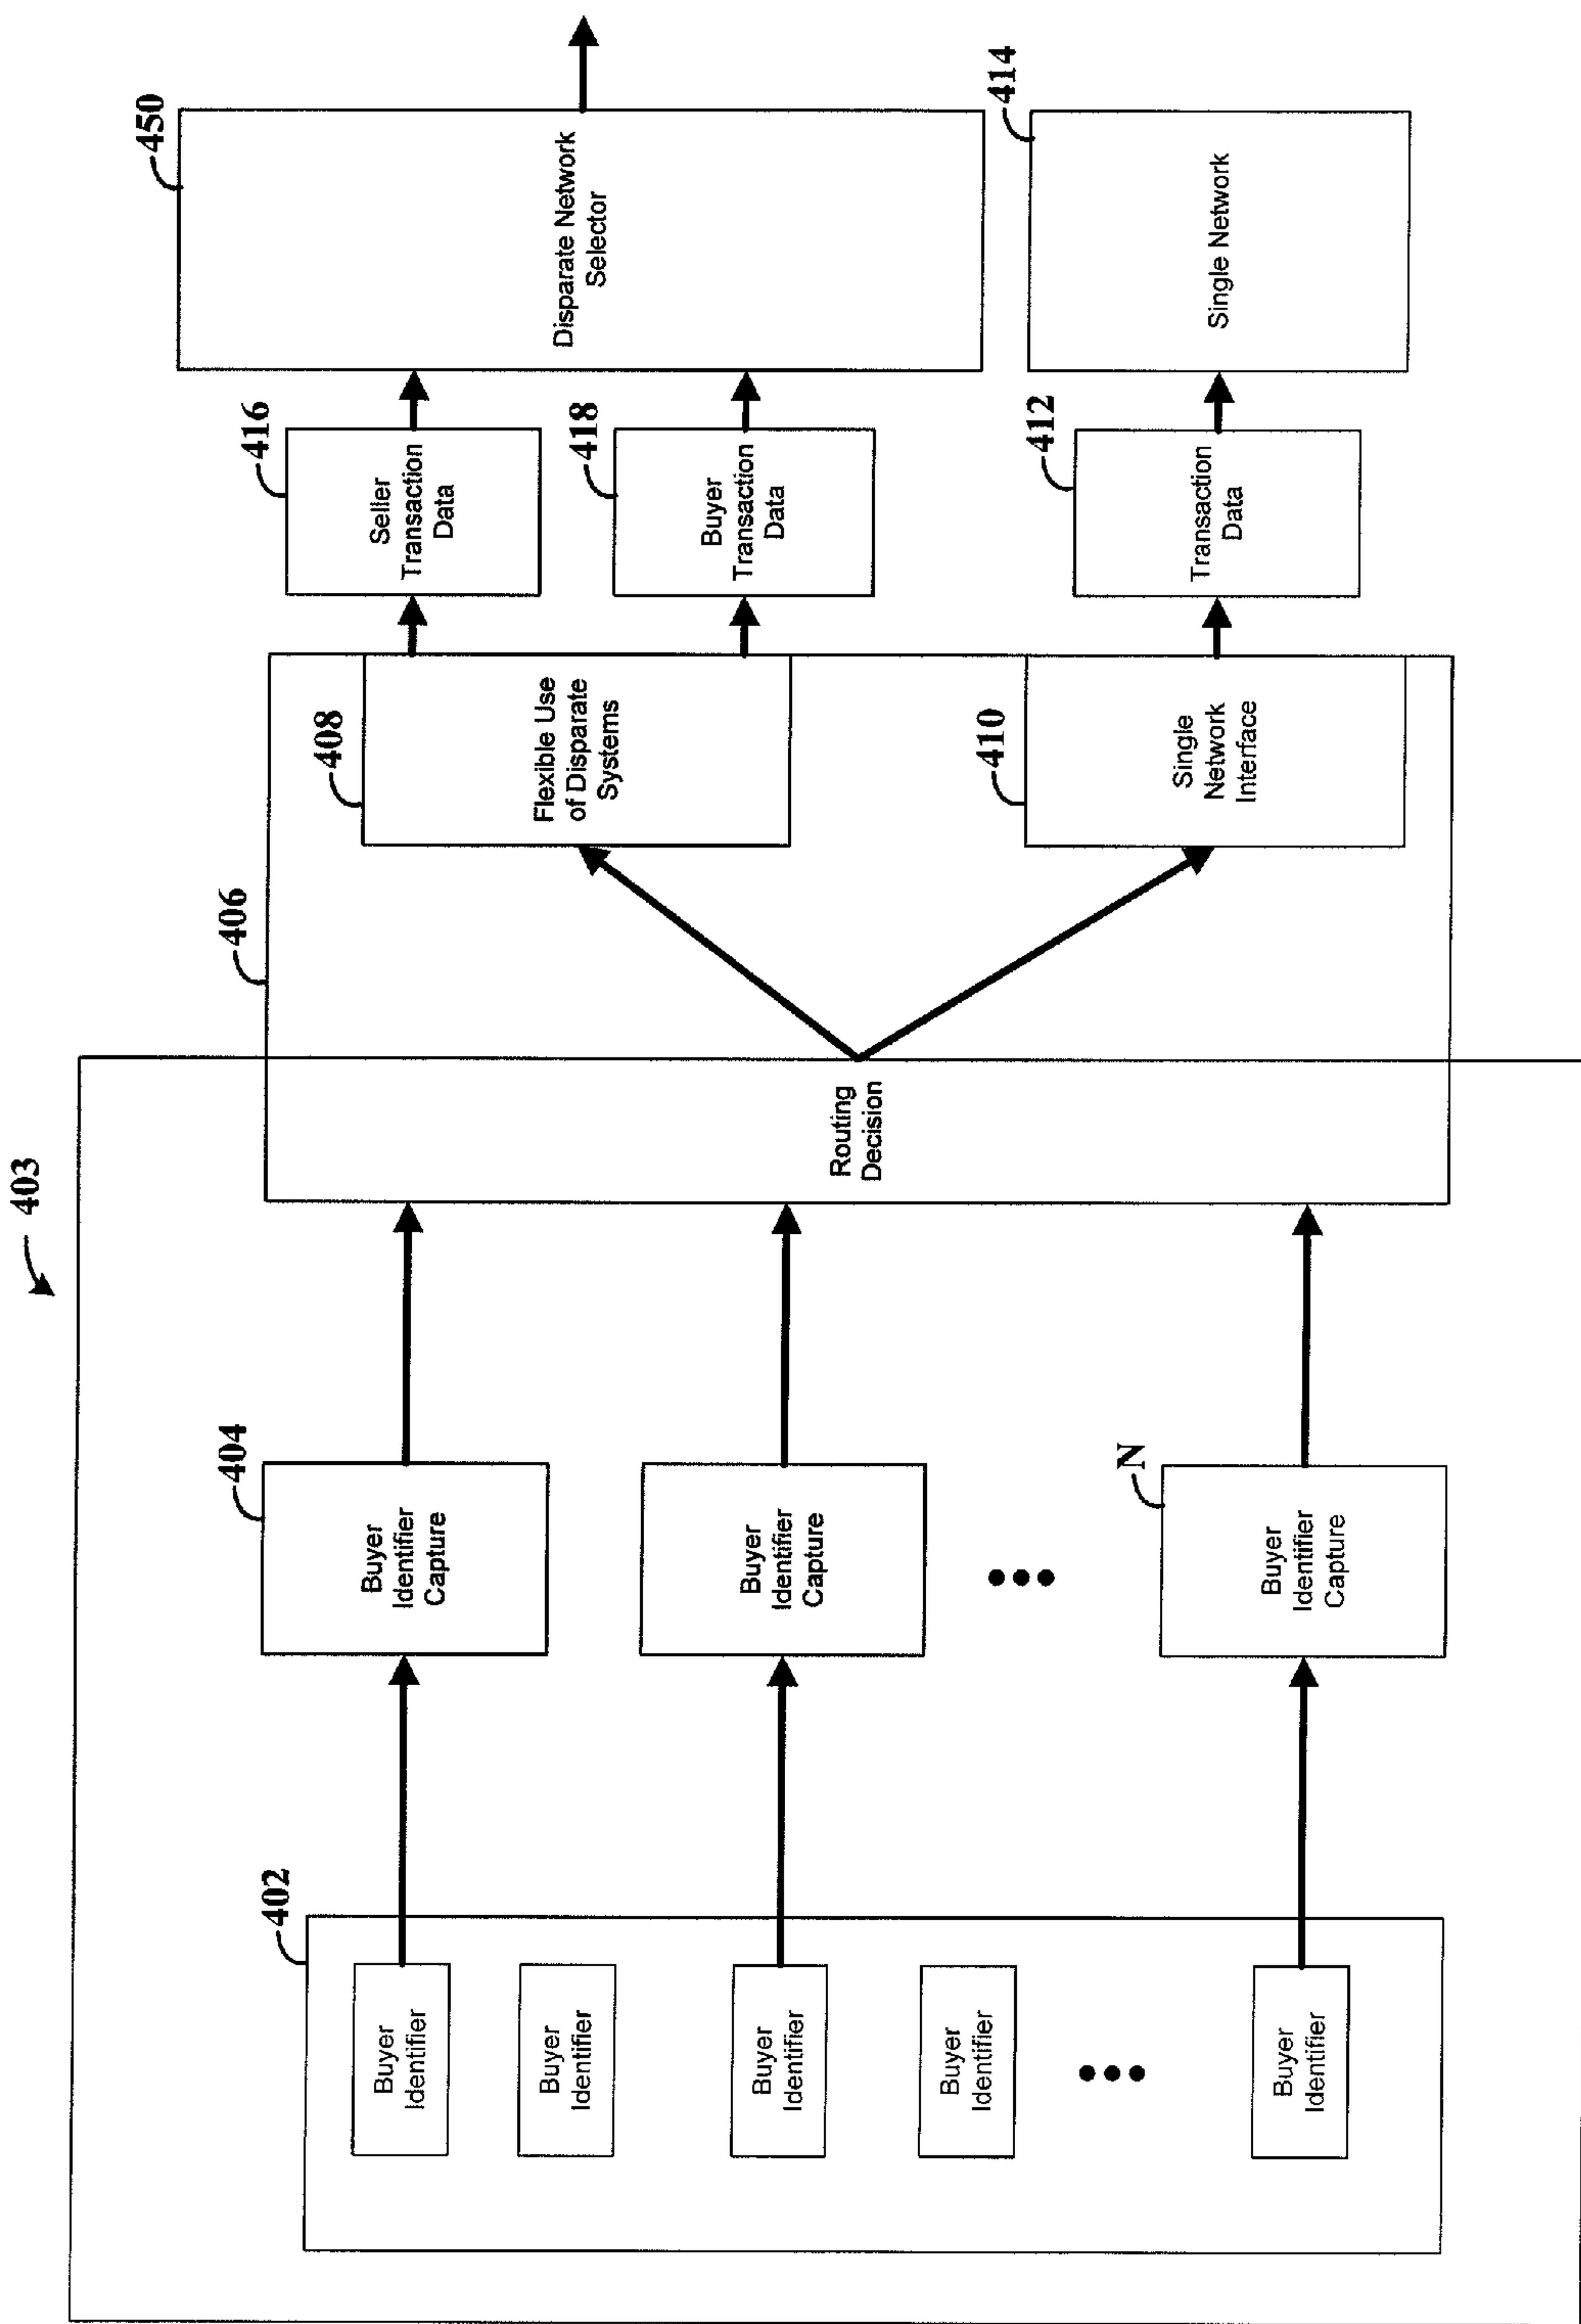 403
402
Buyer
Identifier
Buyer
Identifier
Buyer
Identifier
Buyer
Identifier
Buyer
Identifier
404
Buyer
Identifier
Capture
Buyer
Identifier
Capture
N
Buyer
Identifier
Capture
406
Routing
Decision
408
Flexible Use
of Disparate
Systems
410
Single
Network
Interface
416
Seller
Transaction
Data
418
Buyer
Transaction
Data
412
Transaction
Data
450
Disparate Network
Selector
414
Single Network